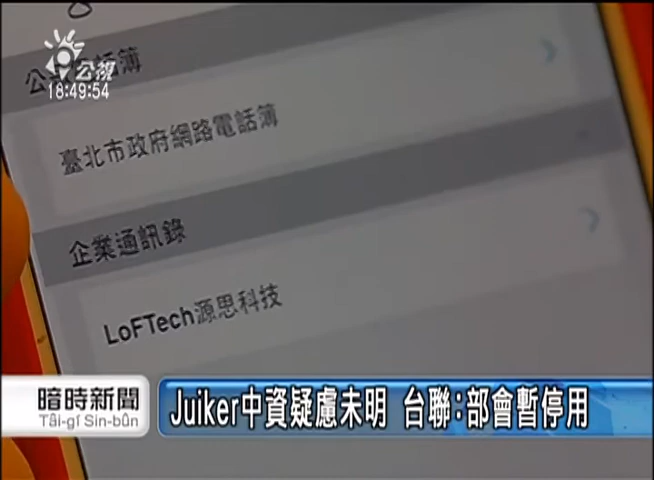 公視
18:49:54
臺北市政府網路電話簿
企業通訊錄
LoFTech源思科技
暗時新聞
Tâi-gí Sin-bûn
Juiker中資疑慮未明 台聯:部會暫停用